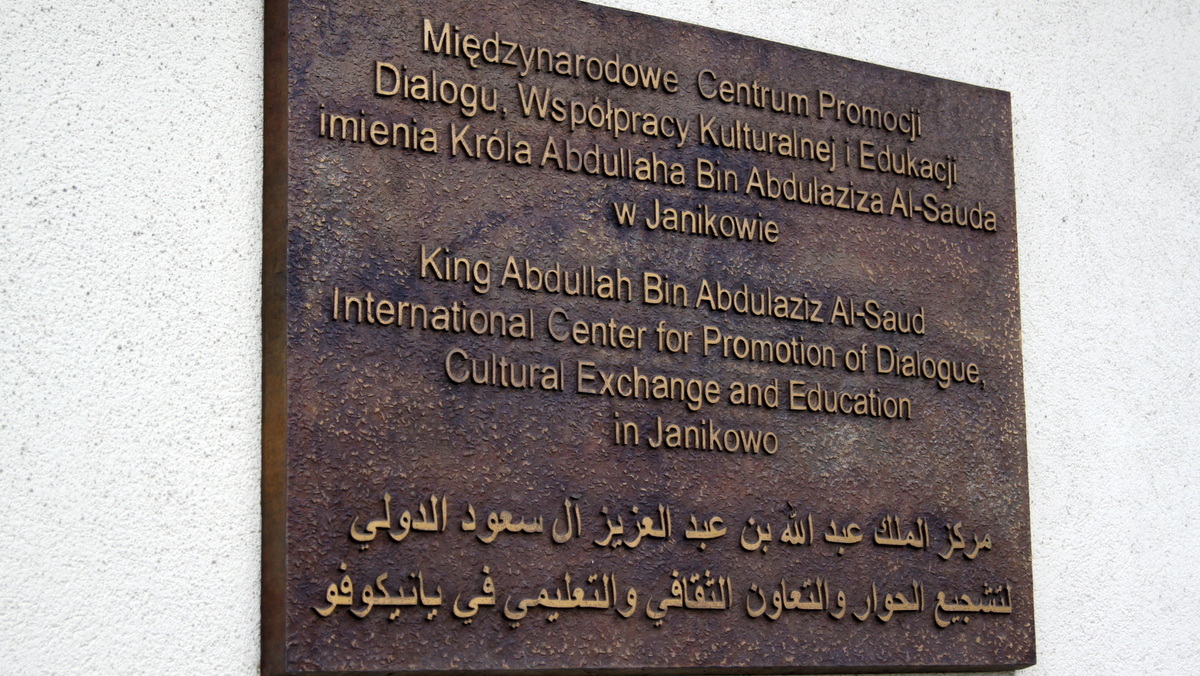 Międzynarodowe Centrum Promocji
Dialogu, Współpracy Kulturalnej i Edukacji
imienia Króla Abdullaha Bin Abdulaziza Al-Sauda
w Janikowie
King Abdullah Bin Abdulaziz Al-Saud
International Center for Promotion of Dialogue,
Cultural Exchange and Education
in Janikowo
مركز الملك عبد الله بن عبد العزيز آل سعود الدولي
لتشجيع الحوار والتعاون الثقافي والتعليمي في يانيكوفو